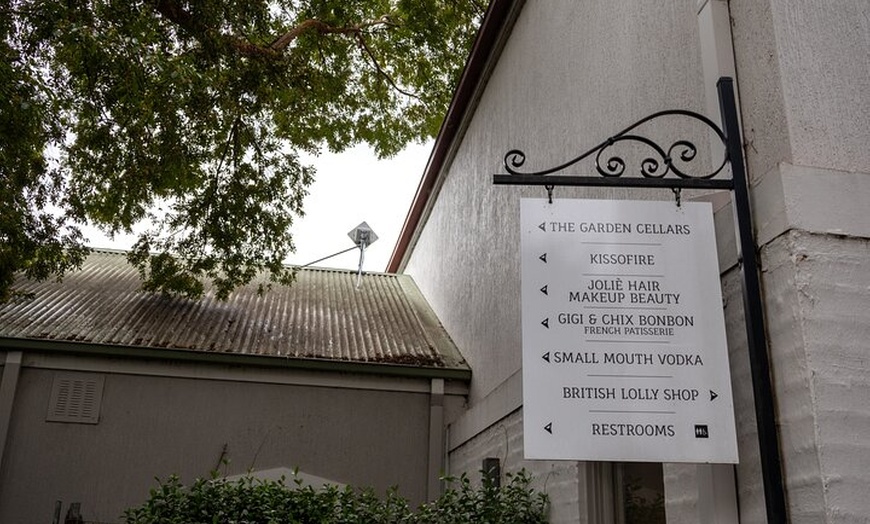 THE GARDEN CELLARS
KISSOFIRE
JOLIÈ HAIR
MAKEUP BEAUTY
GIGI & CHIX BONBON
FRENCH PATISSERIE
SMALL MOUTH VODKA
BRITISH LOLLY SHOP
RESTROOMS